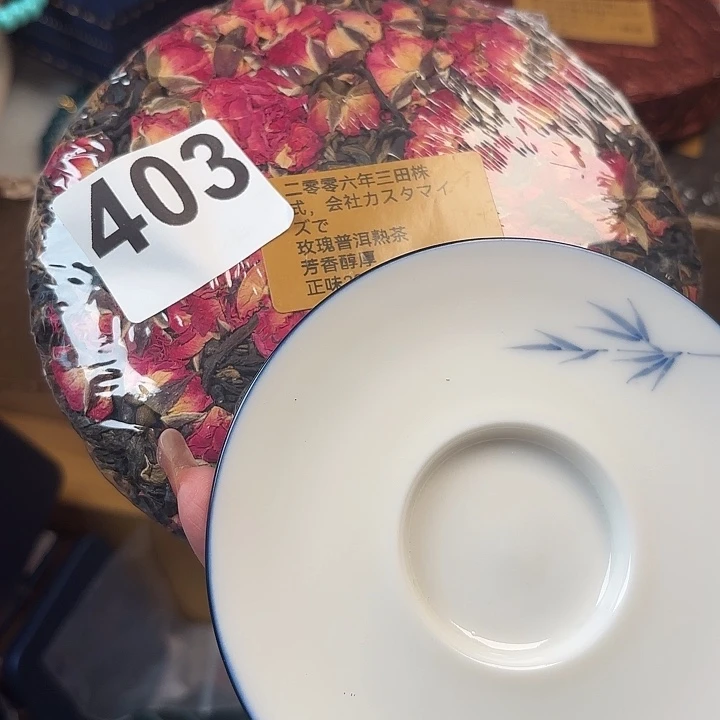 403
二零零六年三田株
式，会社カスタマイ
ズで
玫瑰普洱熟茶
芳香醇厚
正味